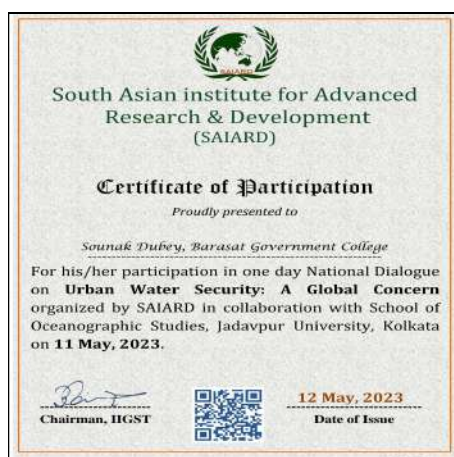 SAIARD
South Asian institute for Advanced
Research & Development
(SAIARD)
Certificate of Participation
Proudly presented to
Sounak Dubey, Barasat Government College
For his/her participation in one day National Dialogue
on Urban Water Security: A Global Concern
organized by SAIARD in collaboration with School of
Oceanographic Studies, Jadavpur University, Kolkata
on 11 May, 2023.
12 May, 2023
Chairman, IIGST
Date of Issue